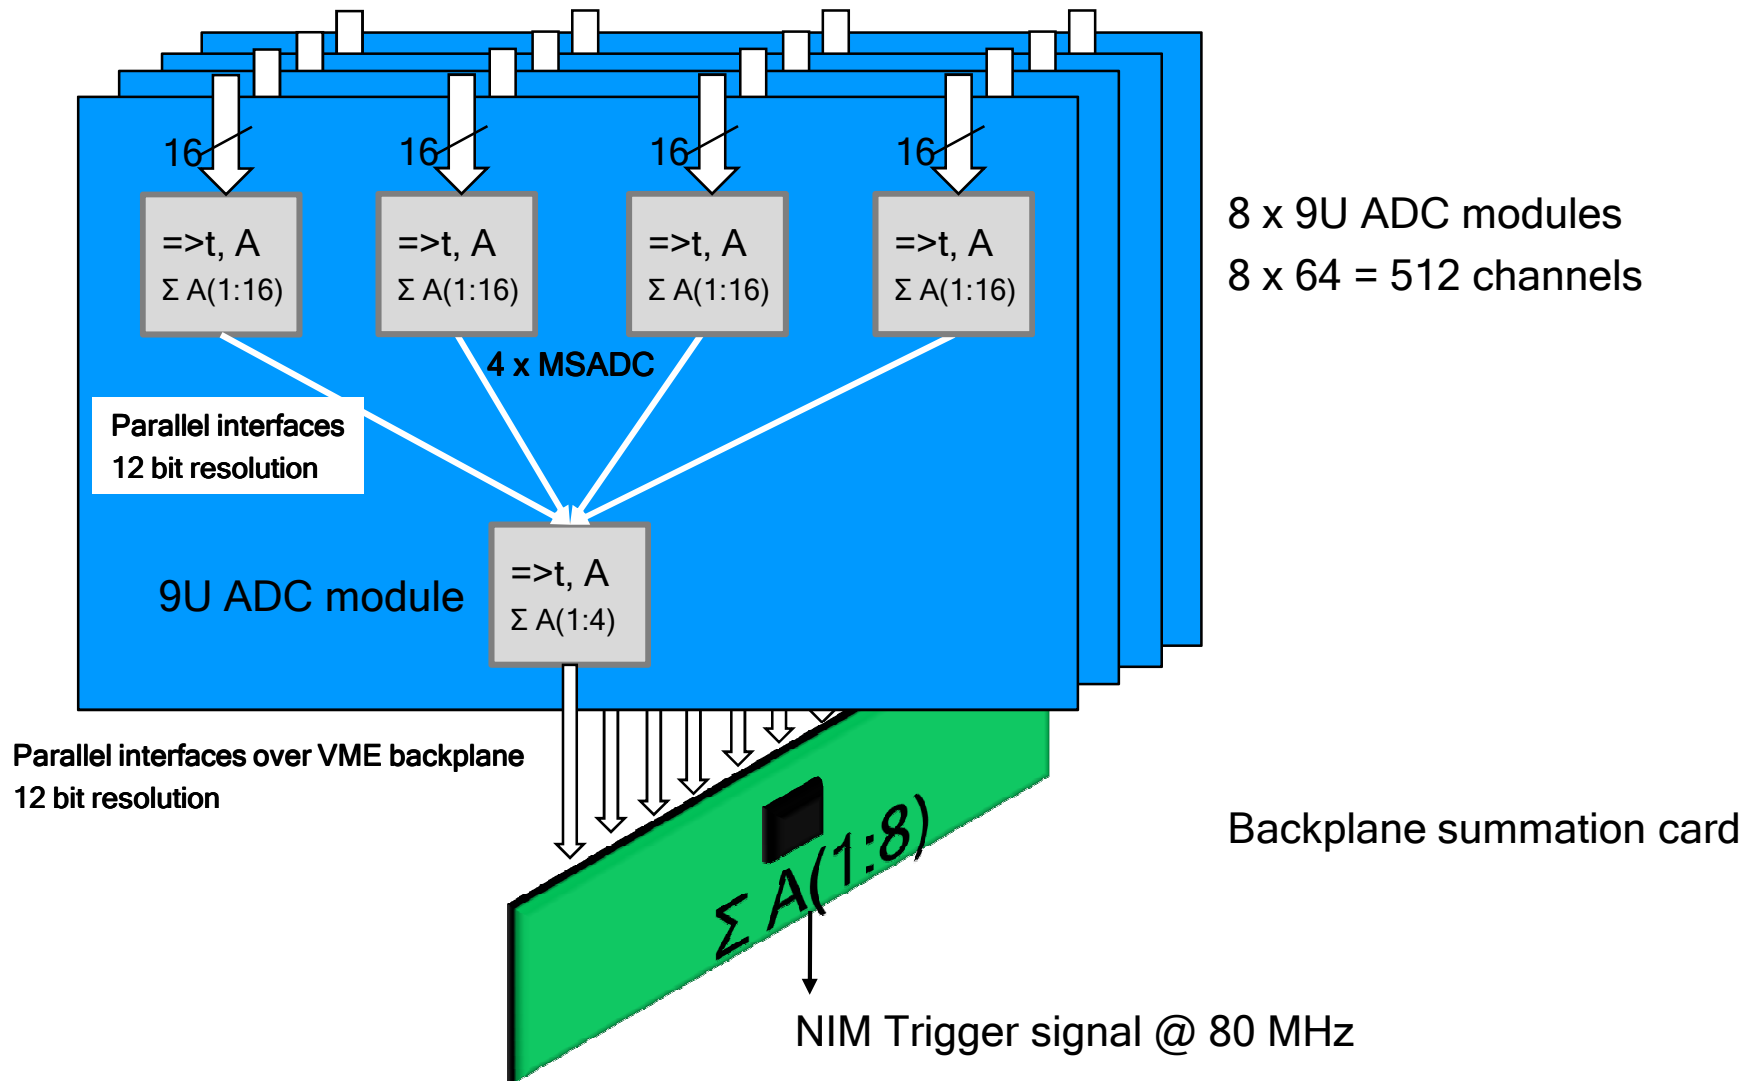 16 16 16 16
=>t, A =>t, A =>t, A =>t, A
Σ A(1:16) Σ A(1:16) Σ A(1:16) Σ A(1:16)
8 x 9U ADC modules
8 x 64 = 512 channels
4 x MSADC
Parallel interfaces
12 bit resolution
=>t, A
Σ A(1:4)
9U ADC module
Parallel interfaces over VME backplane
12 bit resolution
Σ A(1:8)
Backplane summation card
NIM Trigger signal @ 80 MHz